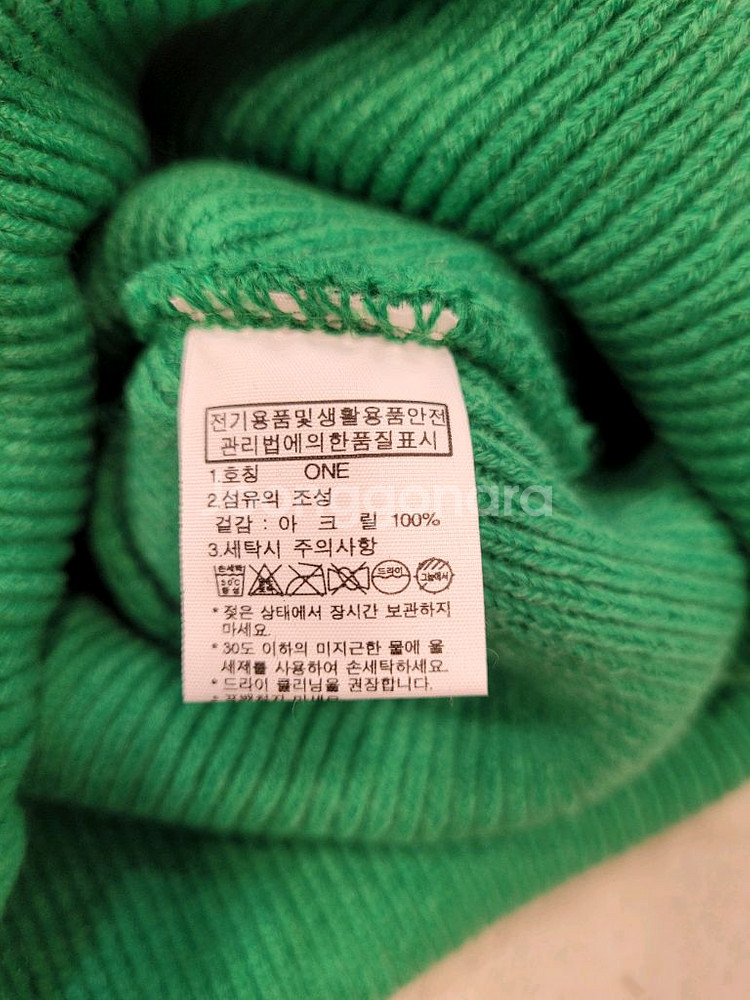 전기용품및생활용품안전
관리법에의한품질표시
1.호칭 ONE
2.섬유의 조성
겉감 : 아 크 릴 100%
3.세탁시 주의사항
손세탁
드라이
그늘에서
* 젖은 상태에서 장시간 보관하지
마세요.
* 30도 이하의 미지근한 물에 울
세제를 사용하여 손세탁하세요.
* 드라이 클리닝을 권장합니다.